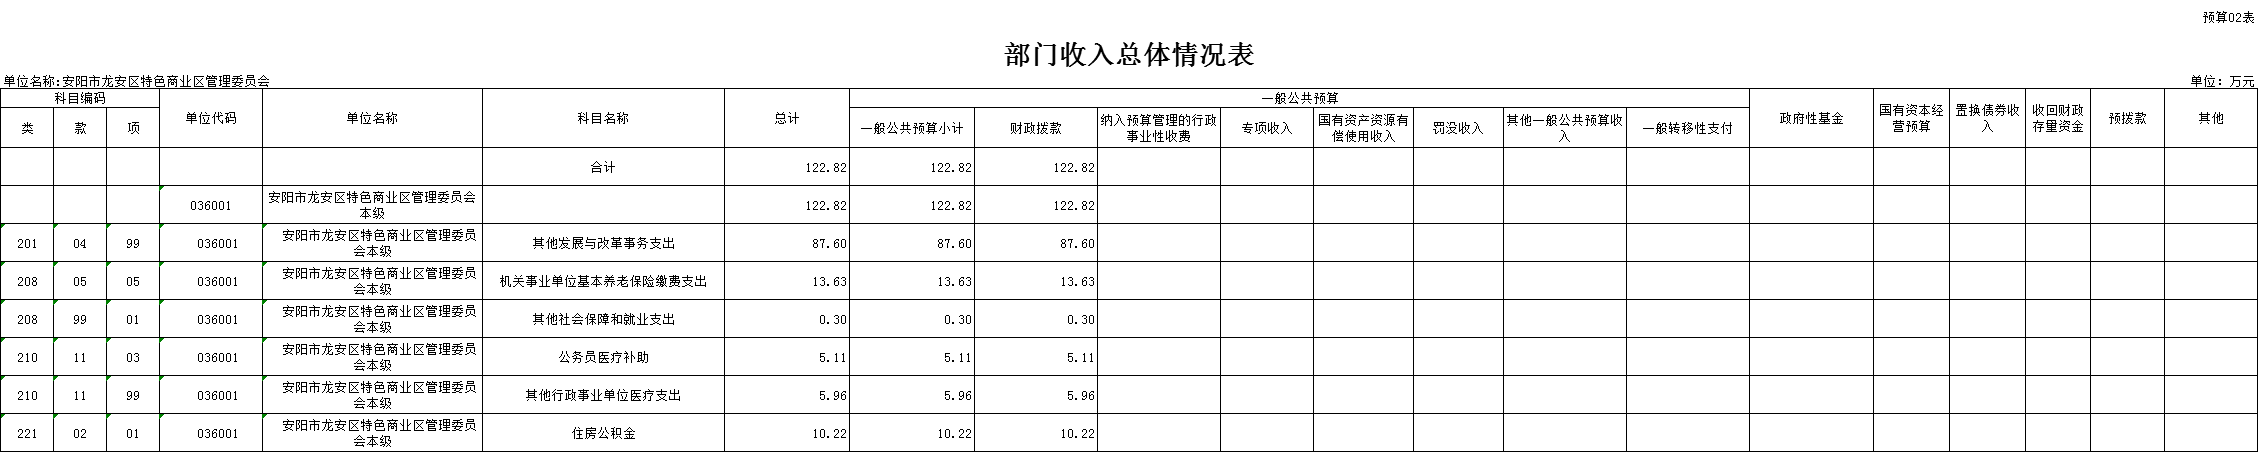 预算02表
部门收入总体情况表
单位名称:安阳市龙安区特色商业区管理委员会 单位：万元
科目编码 单位代码 单位名称 科目名称 总计 一般公共预算 政府性基金 国有资本经营预算 置换债券收入 收回财政存量资金 预拨款 其他
类 款 项 一般公共预算小计 财政拨款 纳入预算管理的行政事业性收费 专项收入 国有资产资源有偿使用收入 罚没收入 其他一般公共预算收入 一般转移性支付
合计 122.82 122.82 122.82
036001 安阳市龙安区特色商业区管理委员会本级 122.82 122.82 122.82
201 04 99 036001 安阳市龙安区特色商业区管理委员会本级 其他发展与改革事务支出 87.60 87.60 87.60
208 05 05 036001 安阳市龙安区特色商业区管理委员会本级 机关事业单位基本养老保险缴费支出 13.63 13.63 13.63
208 99 01 036001 安阳市龙安区特色商业区管理委员会本级 其他社会保障和就业支出 0.30 0.30 0.30
210 11 03 036001 安阳市龙安区特色商业区管理委员会本级 公务员医疗补助 5.11 5.11 5.11
210 11 99 036001 安阳市龙安区特色商业区管理委员会本级 其他行政事业单位医疗支出 5.96 5.96 5.96
221 02 01 036001 安阳市龙安区特色商业区管理委员会本级 住房公积金 10.22 10.22 10.22